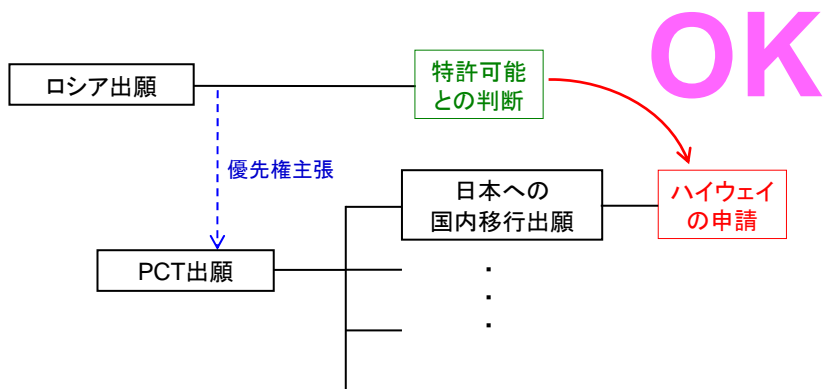 OK
ロシア出願
特許可能
との判断
優先権主張
日本への
国内移行出願
ハイウェイ
の申請
PCT出願
・
・
・